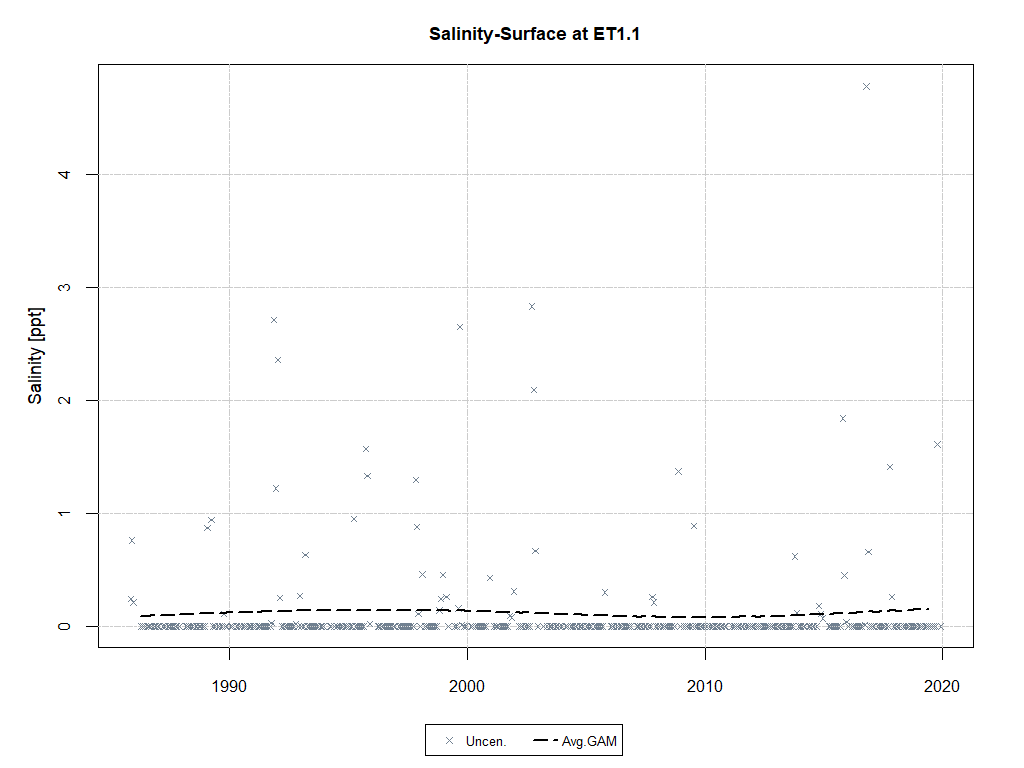 Salinity-Surface at ET1.1
Salinity [ppt]
4
3
2
1
0
1990 2000 2010 2020
Uncen. Avg.GAM